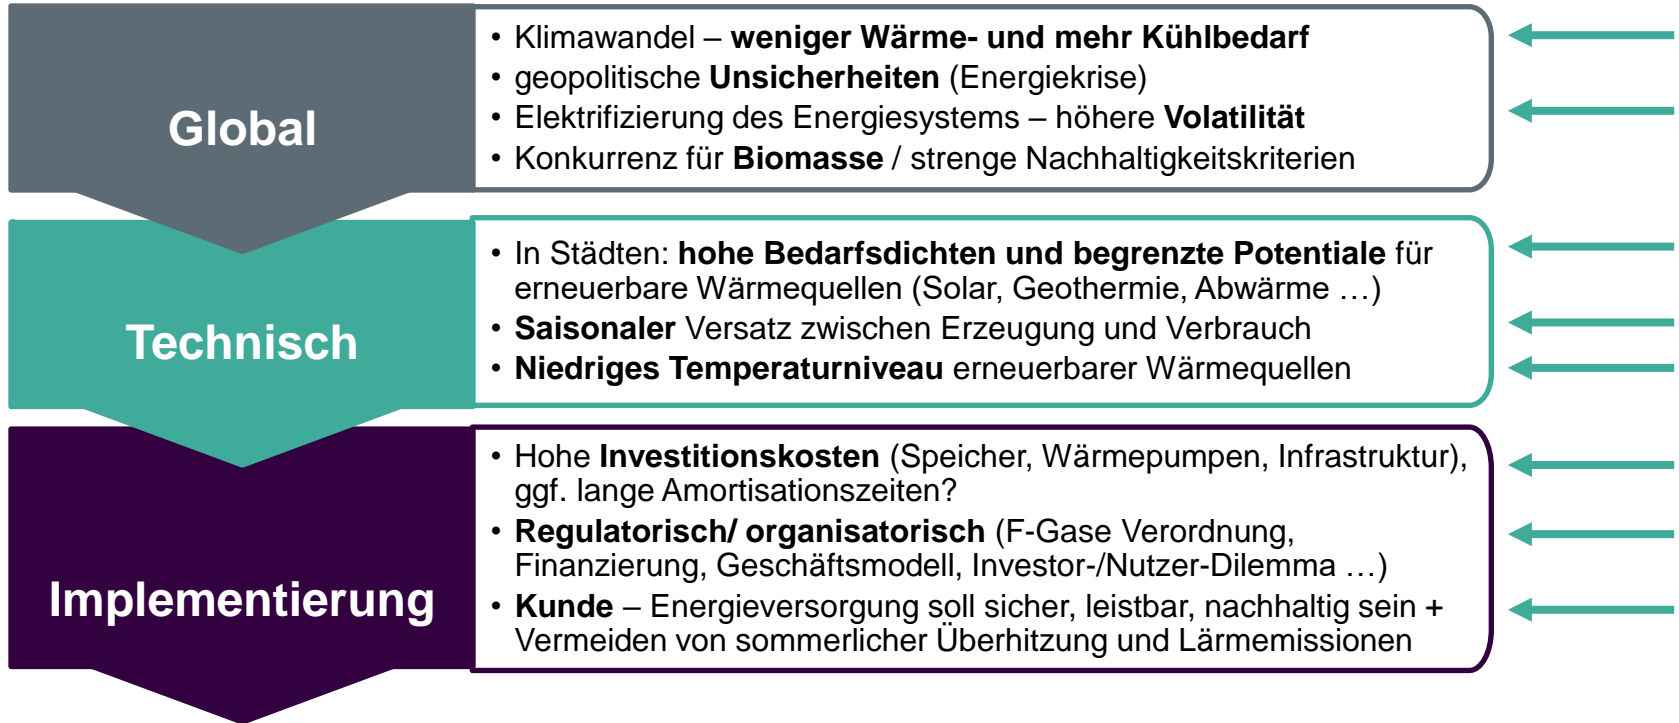 Global
• Klimawandel – weniger Wärme- und mehr Kühlbedarf
• geopolitische Unsicherheiten (Energiekrise)
• Elektrifizierung des Energiesystems – höhere Volatilität
• Konkurrenz für Biomasse / strenge Nachhaltigkeitskriterien
Technisch
• In Städten: hohe Bedarfsdichten und begrenzte Potentiale für
erneuerbare Wärmequellen (Solar, Geothermie, Abwärme …)
• Saisonaler Versatz zwischen Erzeugung und Verbrauch
• Niedriges Temperaturniveau erneuerbarer Wärmequellen
Implementierung
• Hohe Investitionskosten (Speicher, Wärmepumpen, Infrastruktur),
ggf. lange Amortisationszeiten?
• Regulatorisch/ organisatorisch (F-Gase Verordnung,
Finanzierung, Geschäftsmodell, Investor-/Nutzer-Dilemma …)
• Kunde – Energieversorgung soll sicher, leistbar, nachhaltig sein +
Vermeiden von sommerlicher Überhitzung und Lärmemissionen